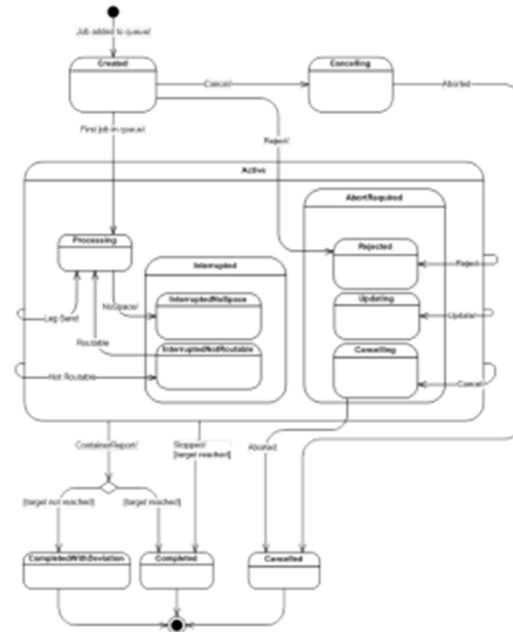 Job added to queue/
Created
Cancelling
Cancel/
Aborted
First job in queue/
Reject/
Active
AbortRequired
Processing
Rejected
Interrupted
Reject
InterruptedNoSpace
Updating
NoSpace/
Leg Send
Update/
Routable
InterruptedNotRoutable
Cancelling
Not Routable
Cancel
ContainerReport/
Stopped/
[target reached]
Aborted/
[target not reached]
[target reached]
CompletedWithDeviation
Completed
Cancelled